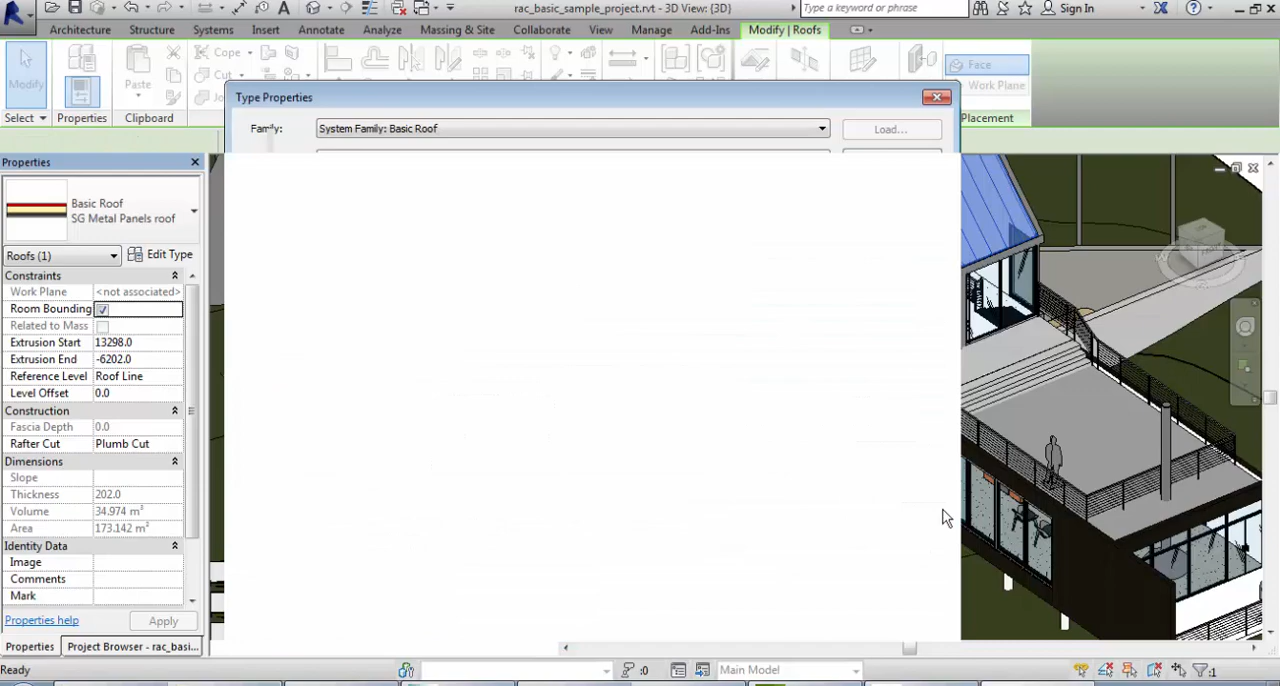 rac_basic_sample_project.rvt - 3D View: {3D}
Type a keyword or phrase
Sign In
Architecture Structure Systems Insert Annotate Analyze Massing & Site Collaborate View Manage Add-Ins Modify | Roofs
Modify
Cope
Cut
Paste
Face
Work Plane
Select Properties Clipboard
Placement
Type Properties
Family: System Family: Basic Roof Load...
Properties
Basic Roof
SG Metal Panels roof
Roofs (1) Edit Type
Constraints
Work Plane <not associated>
Room Bounding
Related to Mass
Extrusion Start 13298.0
Extrusion End -6202.0
Reference Level Roof Line
Level Offset 0.0
Construction
Fascia Depth 0.0
Rafter Cut Plumb Cut
Dimensions
Slope
Thickness 202.0
Volume 34.974 m³
Area 173.142 m²
Identity Data
Image
Comments
Mark
Properties help Apply
Properties Project Browser - rac_basi...
Ready :0 Main Model :1